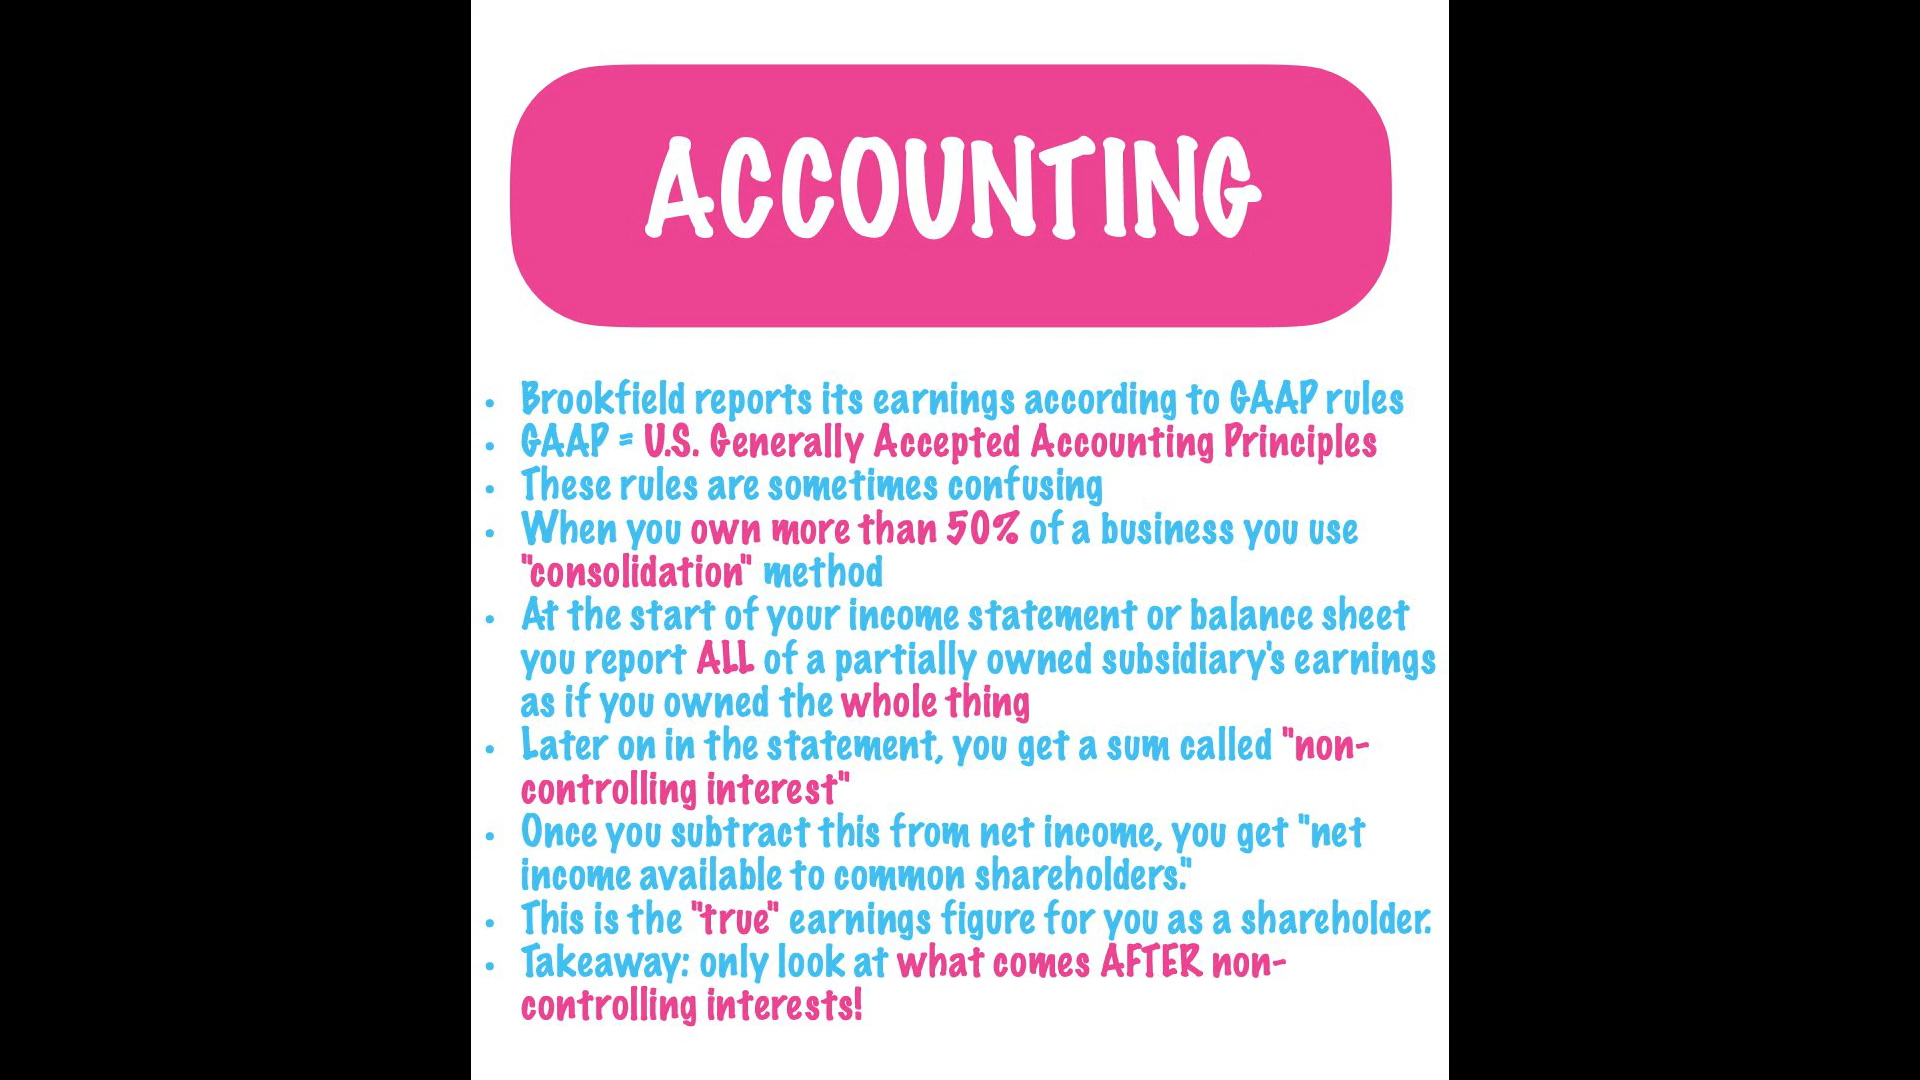 ACCOUNTING
• Brookfield reports its earnings according to GAAP rules
• GAAP = U.S. Generally Accepted Accounting Principles
• These rules are sometimes confusing
• When you own more than 50% of a business you use
"consolidation" method
• At the start of your income statement or balance sheet
you report ALL of a partially owned subsidiary's earnings
as if you owned the whole thing
• Later on in the statement, you get a sum called "non-
controlling interest"
• Once you subtract this from net income, you get "net
income available to common shareholders."
• This is the "true" earnings figure for you as a shareholder.
• Takeaway: only look at what comes AFTER non-
controlling interests!